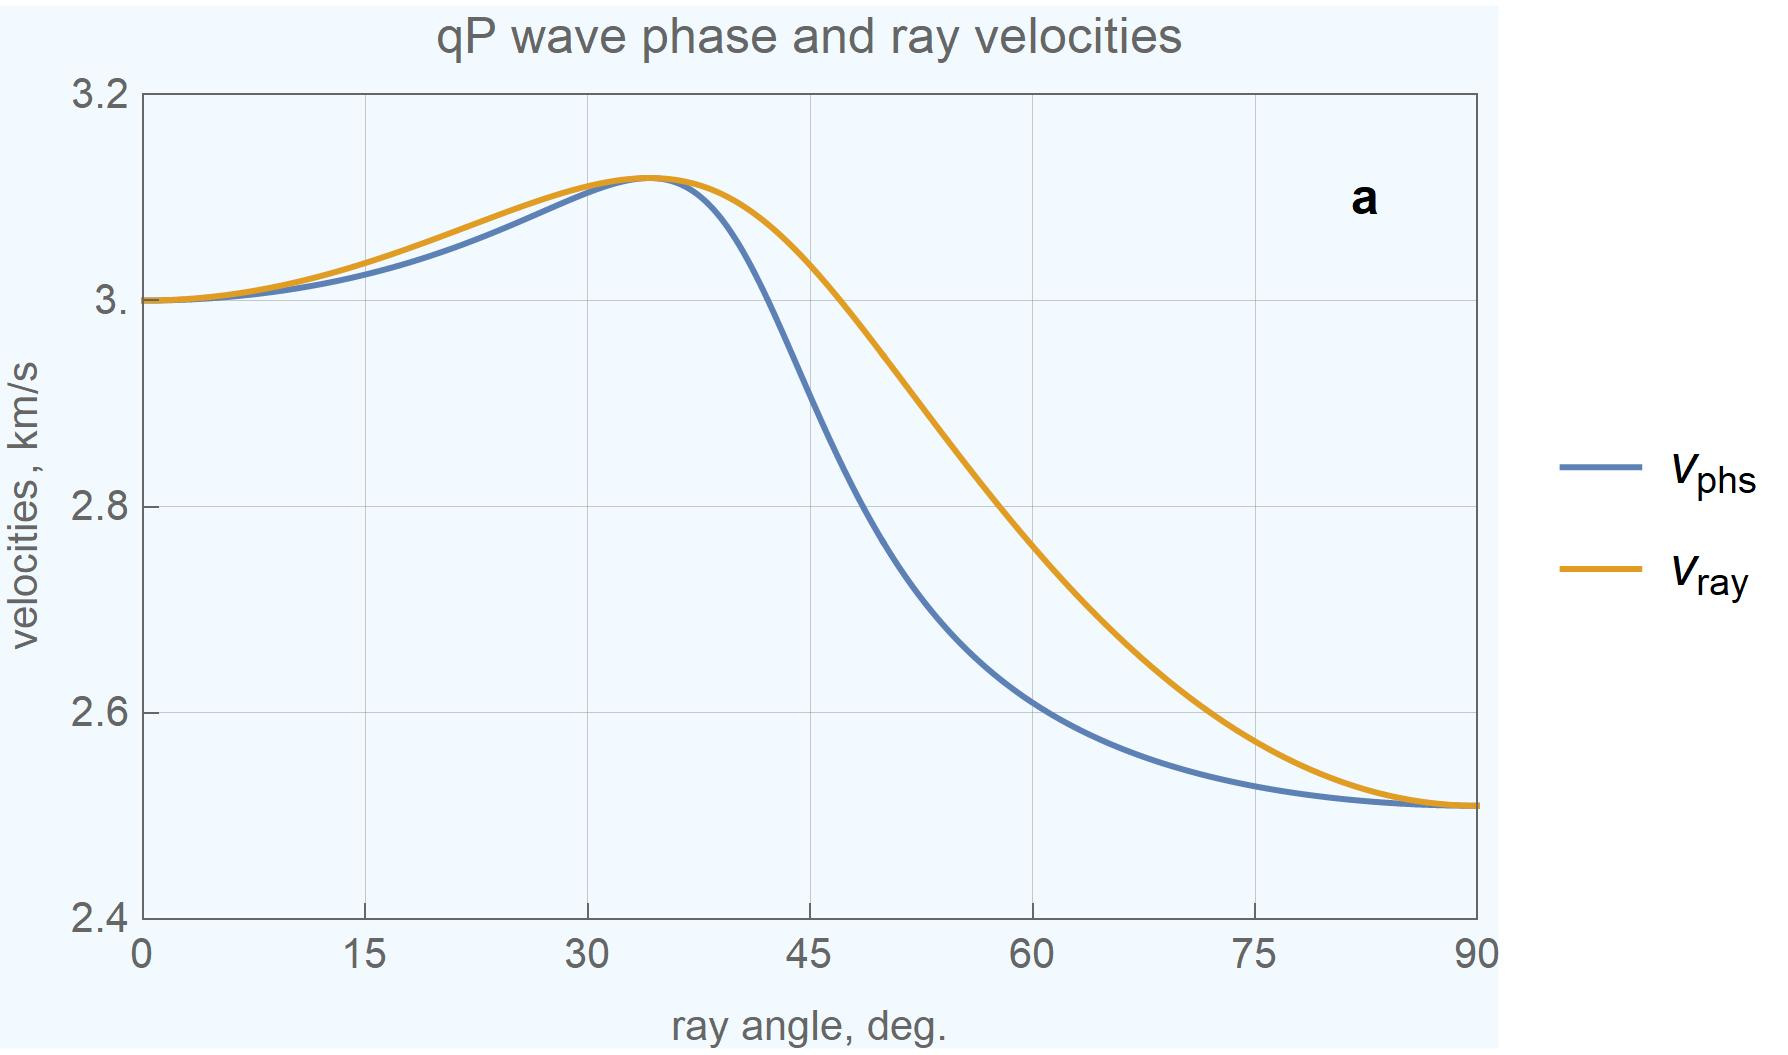 qP wave phase and ray velocities
3.2
3.
2.8
2.6
2.4
velocities, km/s
a
0 15 30 45 60 75 90
ray angle, deg.
vphs
vray